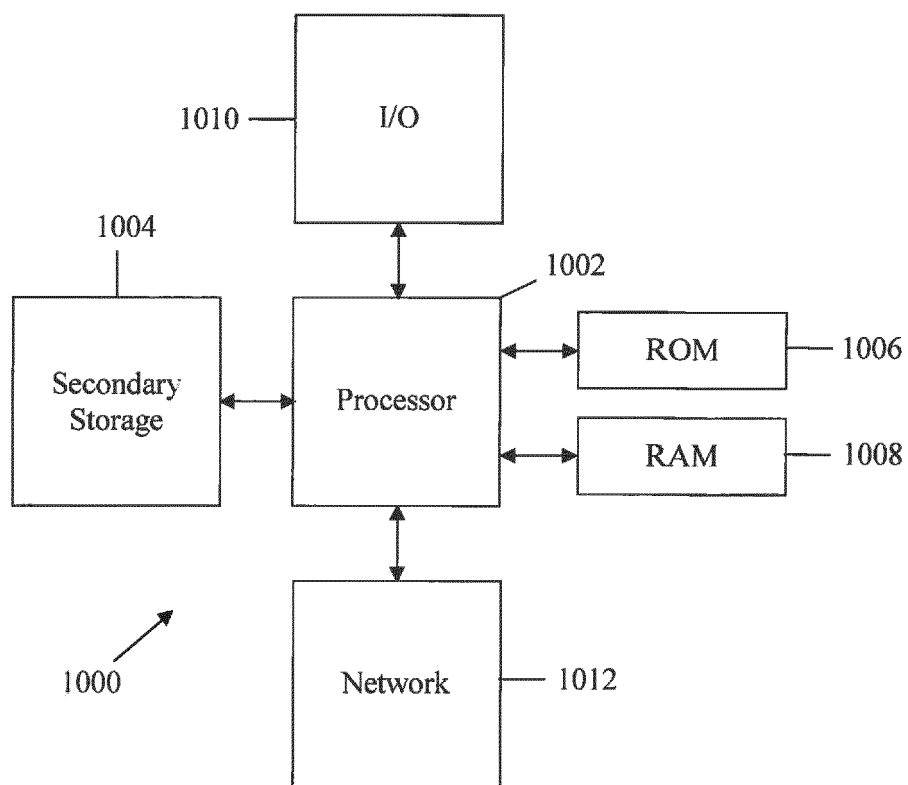 I/O
1010
1004
1002
Secondary
Storage
Processor
ROM
1006
RAM
1008
1000
Network
1012